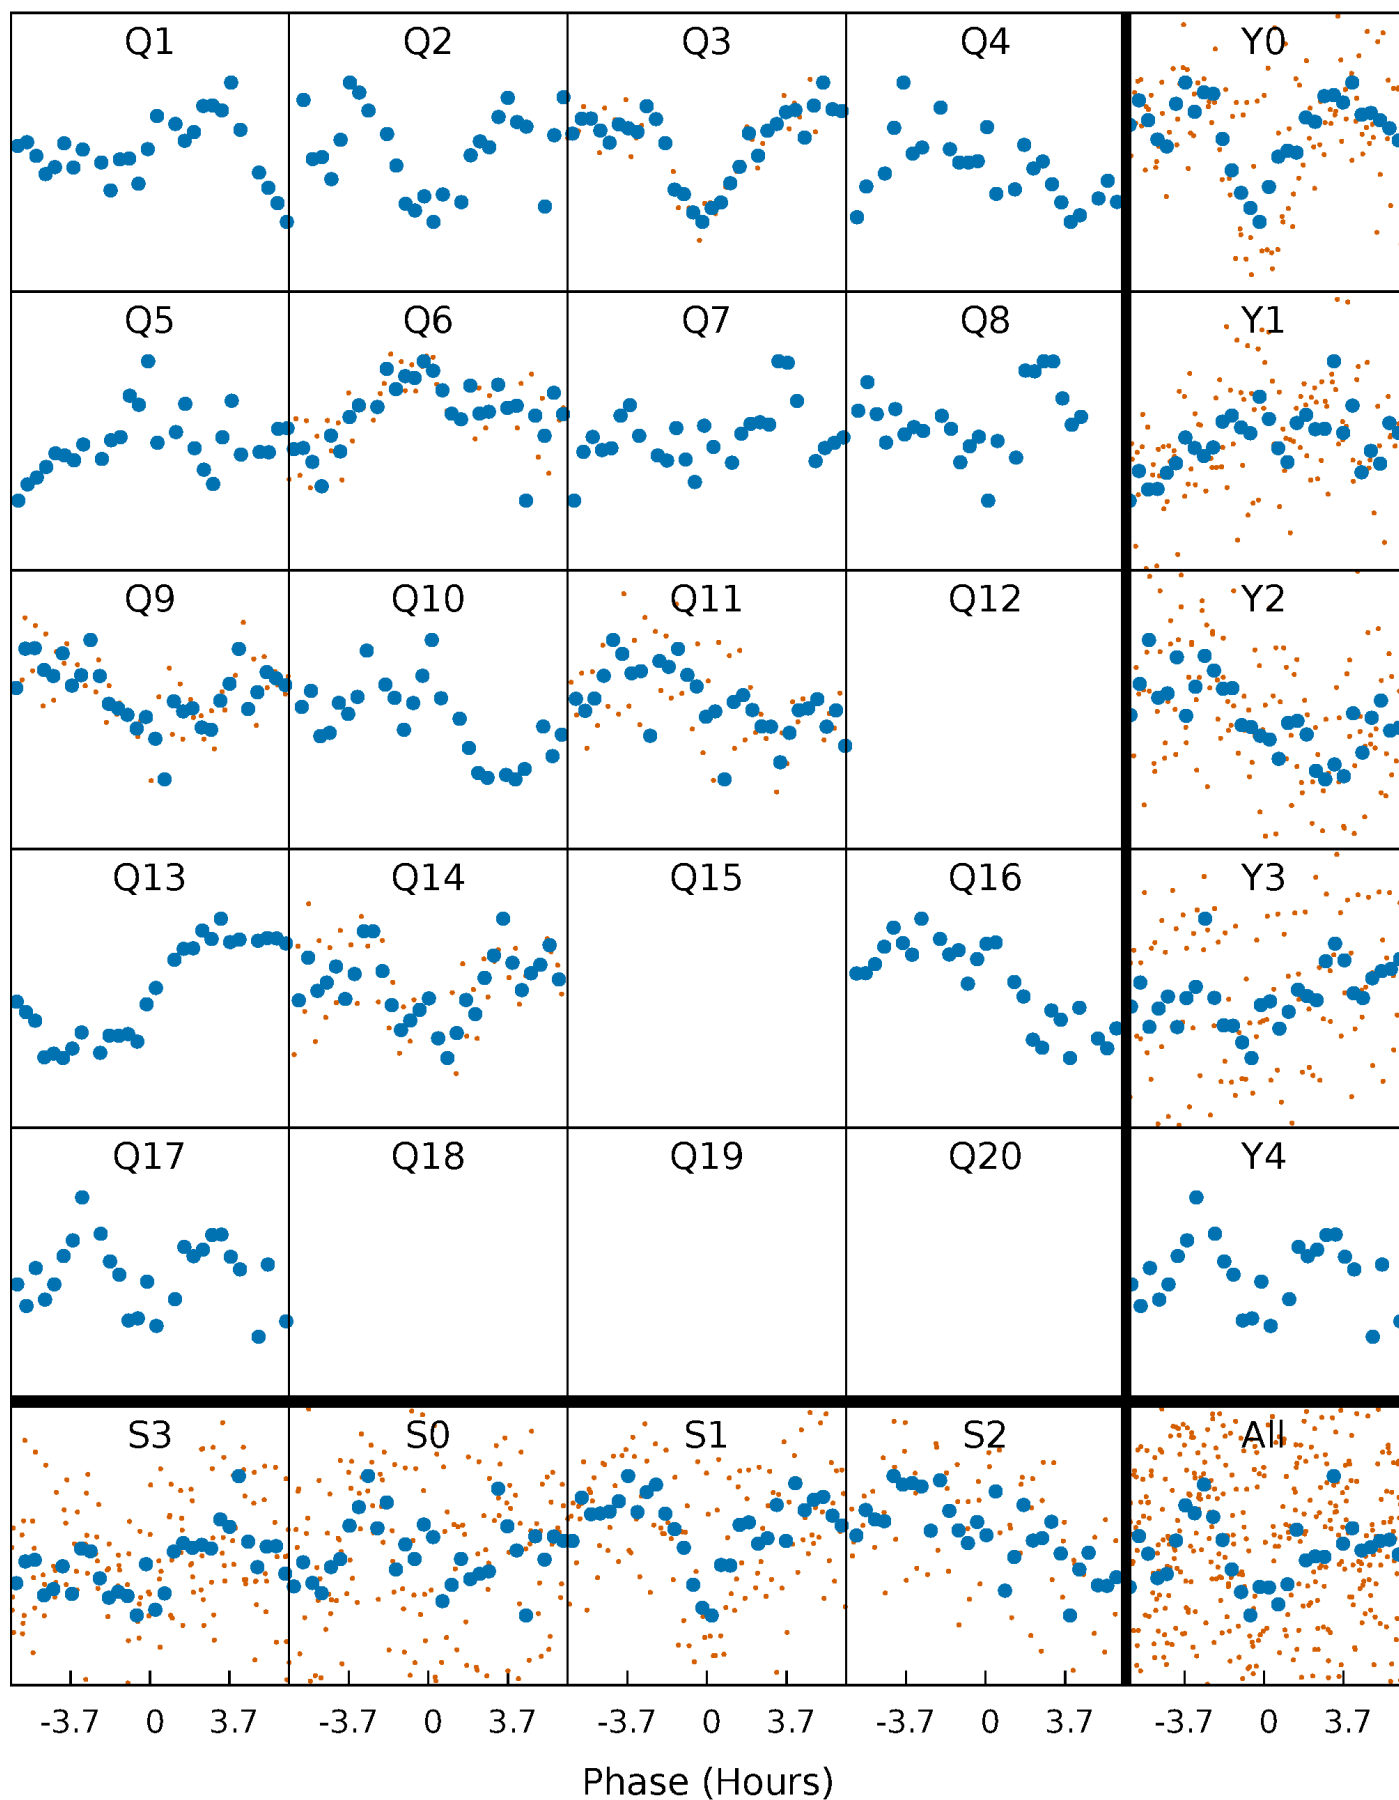 Q1 Q2 Q3 Q4 Y0
Q5 Q6 Q7 Q8 Y1
Q9 Q10 Q11 Q12 Y2
Q13 Q14 Q15 Q16 Y3
Q17 Q18 Q19 Q20 Y4
S3 S0 S1 S2 All
-3.7 0 3.7 -3.7 0 3.7 -3.7 0 3.7 -3.7 0 3.7 -3.7 0 3.7
Phase (Hours)